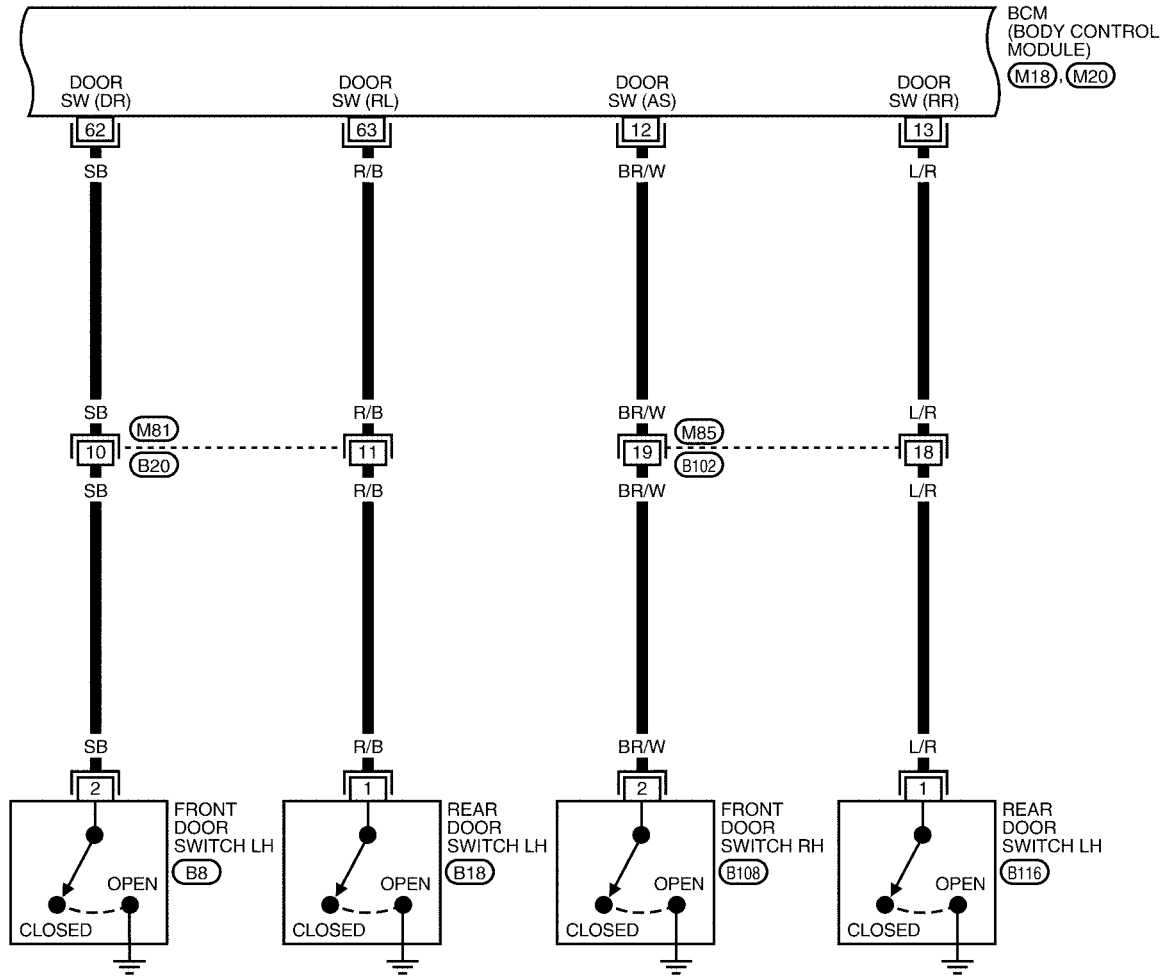 BCM
(BODY CONTROL
MODULE)
M18, M20
DOOR
SW (DR)
DOOR
SW (RL)
DOOR
SW (AS)
DOOR
SW (RR)
62
63
12
13
SB
R/B
BR/W
L/R
SB
R/B
BR/W
L/R
M81
M85
10
11
19
18
B20
B102
SB
R/B
BR/W
L/R
SB
R/B
BR/W
L/R
2
1
2
1
FRONT
DOOR
SWITCH LH
B8
OPEN
CLOSED
REAR
DOOR
SWITCH LH
B18
OPEN
CLOSED
FRONT
DOOR
SWITCH RH
B108
OPEN
CLOSED
REAR
DOOR
SWITCH LH
B116
OPEN
CLOSED